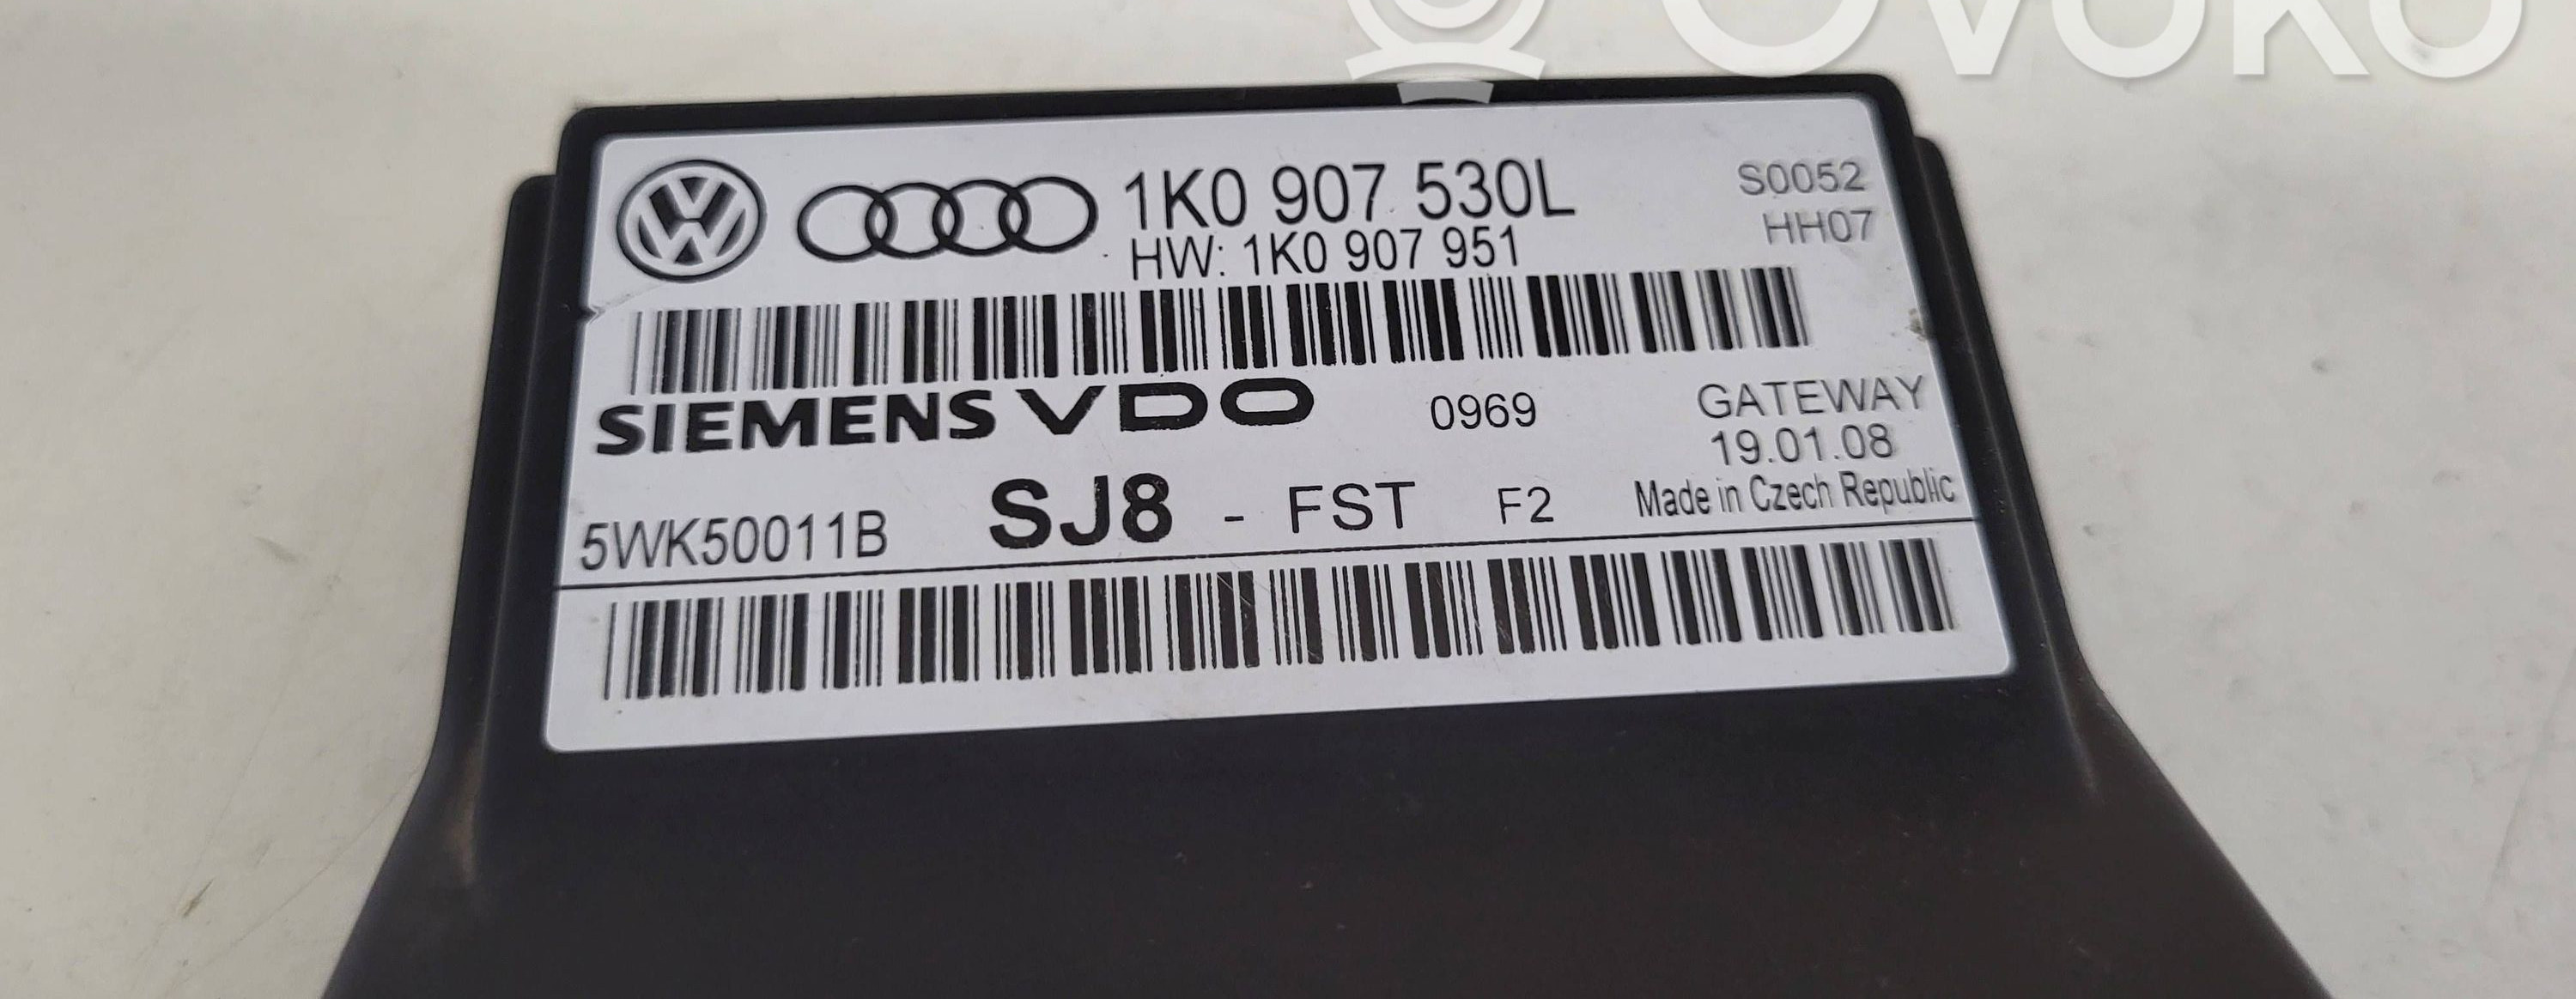 OVOKO
1K0 907 530L
S0052
HW: 1K0 907 951
HH07
SIEMENS VDO 0969
GATEWAY
19.01.08
5WK50011B SJ8 - FST F2
Made in Czech Republic